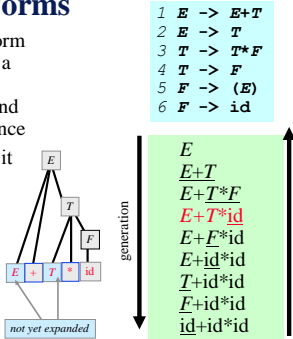 orms
orm
a
nd
nce
it
1 E -> E+T
2 E -> T
3 T -> T*F
4 T -> F
5 F -> (E)
6 F -> id
E
T
F
E + T * id
not yet expanded
generation
E
E+T
E+T*F
E+T*id
E+F*id
E+id*id
T+id*id
F+id*id
id+id*id